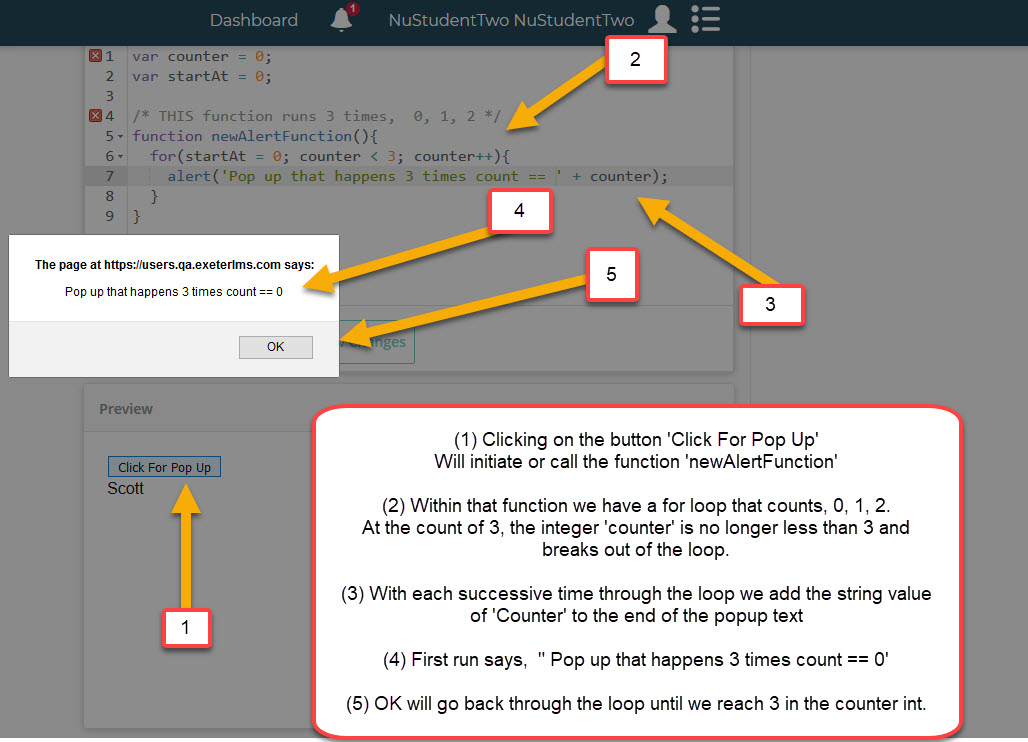 Dashboard 1 NuStudentTwo NuStudentTwo
1 var counter = 0;
2 var startAt = 0;
3
4 /* THIS function runs 3 times, 0, 1, 2 */
5 function newAlertFunction(){
6 for(startAt = 0; counter < 3; counter++){
7 alert('Pop up that happens 3 times count == ' + counter);
8 }
9 }
2
4
5
3
The page at https://users.qa.exeterlms.com says:
Pop up that happens 3 times count == 0
OK
Preview
Click For Pop Up
Scott
1
(1) Clicking on the button 'Click For Pop Up'
Will initiate or call the function 'newAlertFunction'
(2) Within that function we have a for loop that counts, 0, 1, 2.
At the count of 3, the integer 'counter' is no longer less than 3 and
breaks out of the loop.
(3) With each successive time through the loop we add the string value
of 'Counter' to the end of the popup text
(4) First run says, " Pop up that happens 3 times count == 0'
(5) OK will go back through the loop until we reach 3 in the counter int.